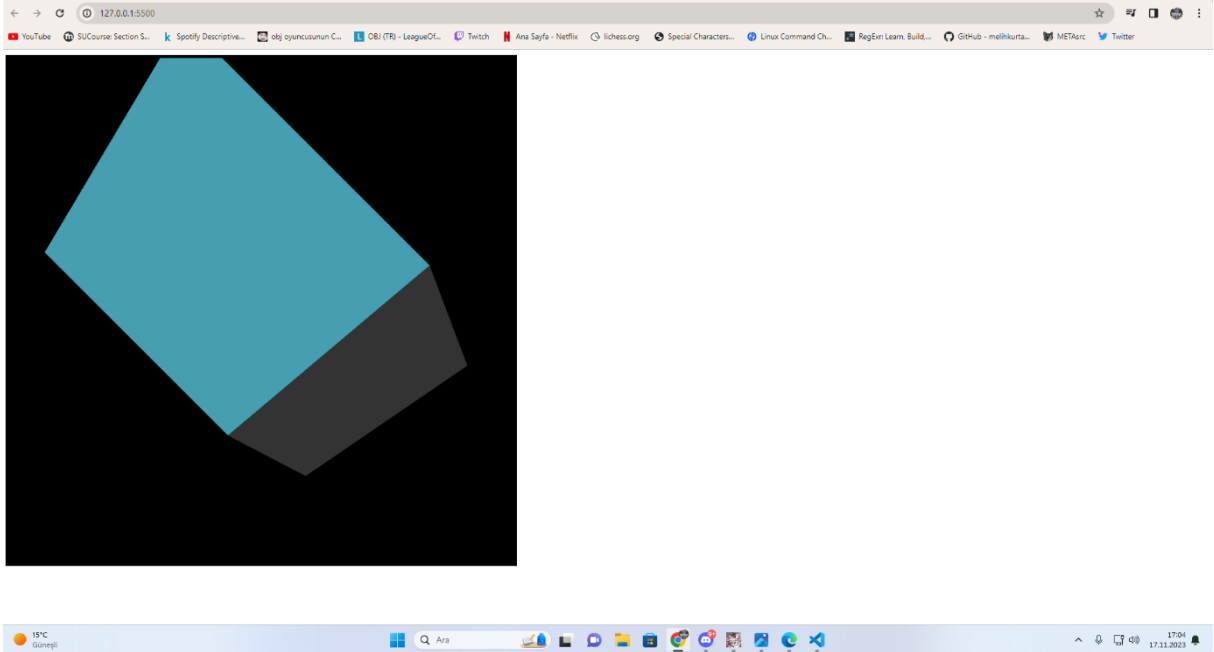 127.0.0.1:5500
YouTube SUCourse: Section S... Spotify Descriptive... obj oyuncusunun C... OBJ (TR) - LeagueOf... Twitch Ana Sayfa - Netflix lichess.org Special Characters... Linux Command Ch... RegExr: Learn, Build,... GitHub - melihkurta... METAsrc Twitter
15°C
Güneşli
Ara
17:04
17.11.2023